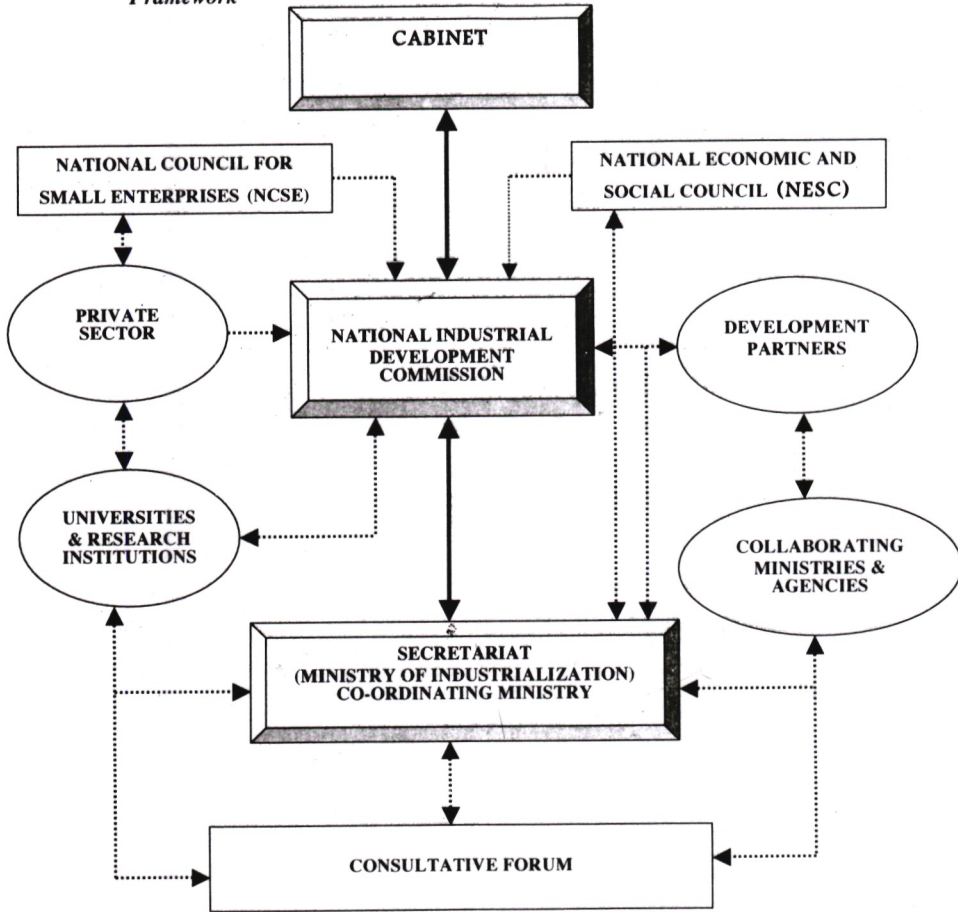 Framework
CABINET
NATIONAL COUNCIL FOR
SMALL ENTERPRISES (NCSE)
NATIONAL ECONOMIC AND
SOCIAL COUNCIL (NESC)
PRIVATE
SECTOR
NATIONAL INDUSTRIAL
DEVELOPMENT
COMMISSION
DEVELOPMENT
PARTNERS
UNIVERSITIES
& RESEARCH
INSTITUTIONS
COLLABORATING
MINISTRIES &
AGENCIES
SECRETARIAT
(MINISTRY OF INDUSTRIALIZATION)
CO-ORDINATING MINISTRY
CONSULTATIVE FORUM